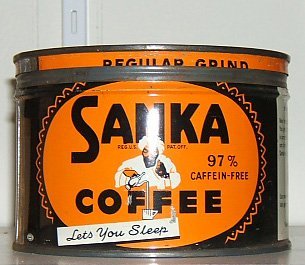 REGULAR GRIND
SANKA
REG. U.S. PAT. OFF.
97%
CAFFEIN-FREE
COFFEE
Lets You Sleep